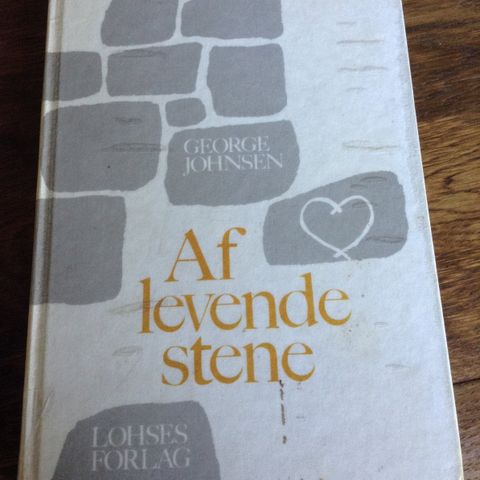 GEORGE
JOHNSEN
Af
levende
stene
LOHSES
FORLAG